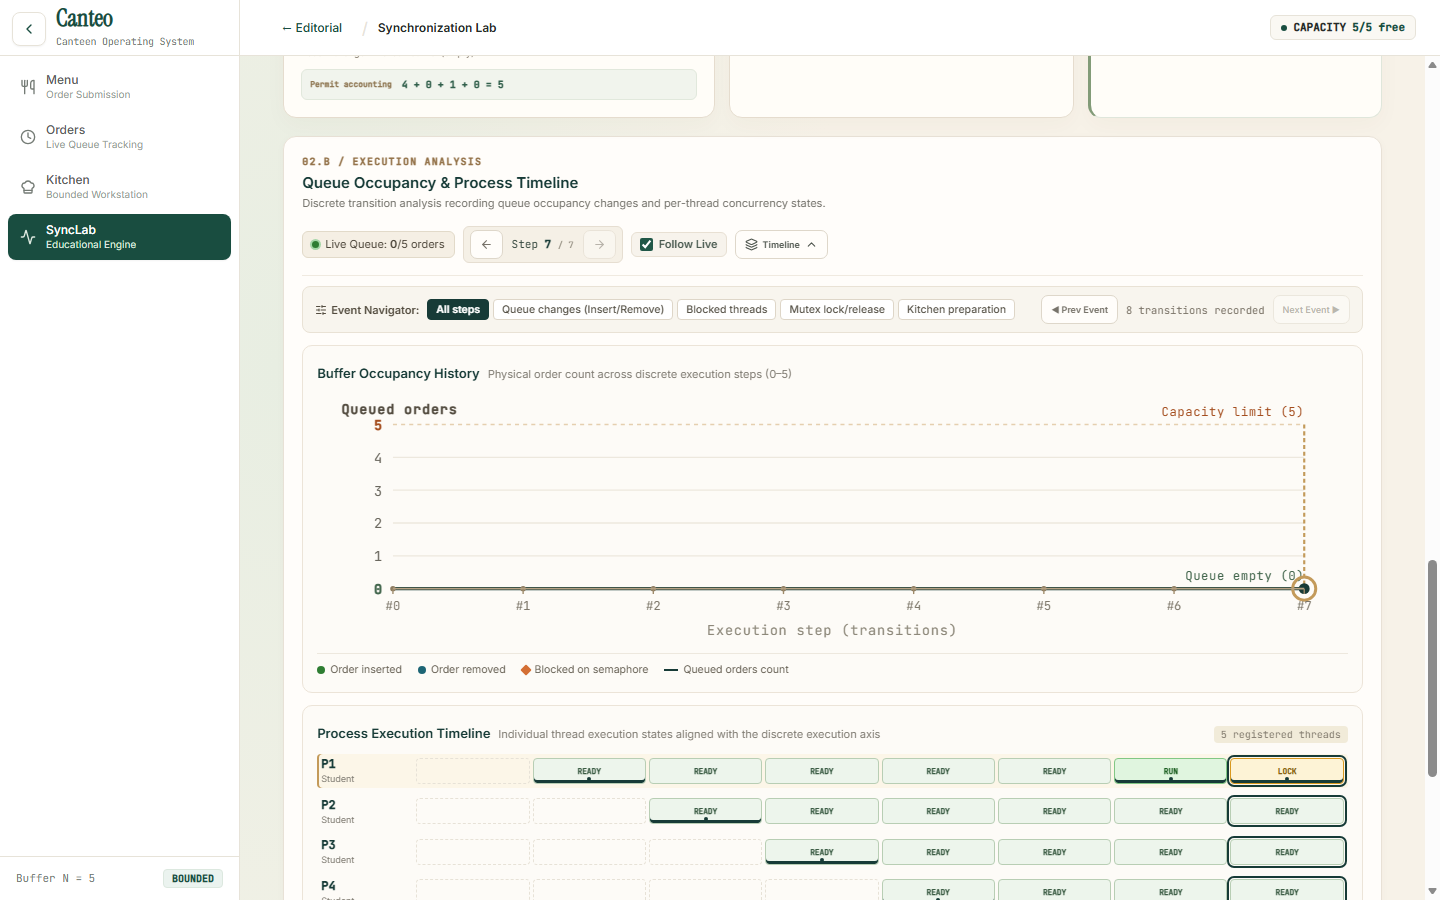 Canteo
Canteen Operating System
← Editorial / Synchronization Lab
CAPACITY 5/5 free
Menu
Order Submission
Orders
Live Queue Tracking
Kitchen
Bounded Workstation
SyncLab
Educational Engine
Buffer N = 5 BOUNDED
Permit accounting 4 + 0 + 1 + 0 = 5
02.B / EXECUTION ANALYSIS
Queue Occupancy & Process Timeline
Discrete transition analysis recording queue occupancy changes and per-thread concurrency states.
Live Queue: 0/5 orders ← Step 7 / 7 → Follow Live Timeline
Event Navigator: All steps Queue changes (Insert/Remove) Blocked threads Mutex lock/release Kitchen preparation ◀ Prev Event 8 transitions recorded Next Event ▶
Buffer Occupancy History Physical order count across discrete execution steps (0–5)
Queued orders
Capacity limit (5)
5
4
3
2
1
Queue empty (0)
0
#0 #1 #2 #3 #4 #5 #6 #7
Execution step (transitions)
Order inserted Order removed Blocked on semaphore Queued orders count
Process Execution Timeline Individual thread execution states aligned with the discrete execution axis 5 registered threads
P1 READY READY READY READY READY RUN LOCK
Student
P2 READY READY READY READY READY READY
Student
P3 READY READY READY READY READY
Student
P4 READY READY READY READY